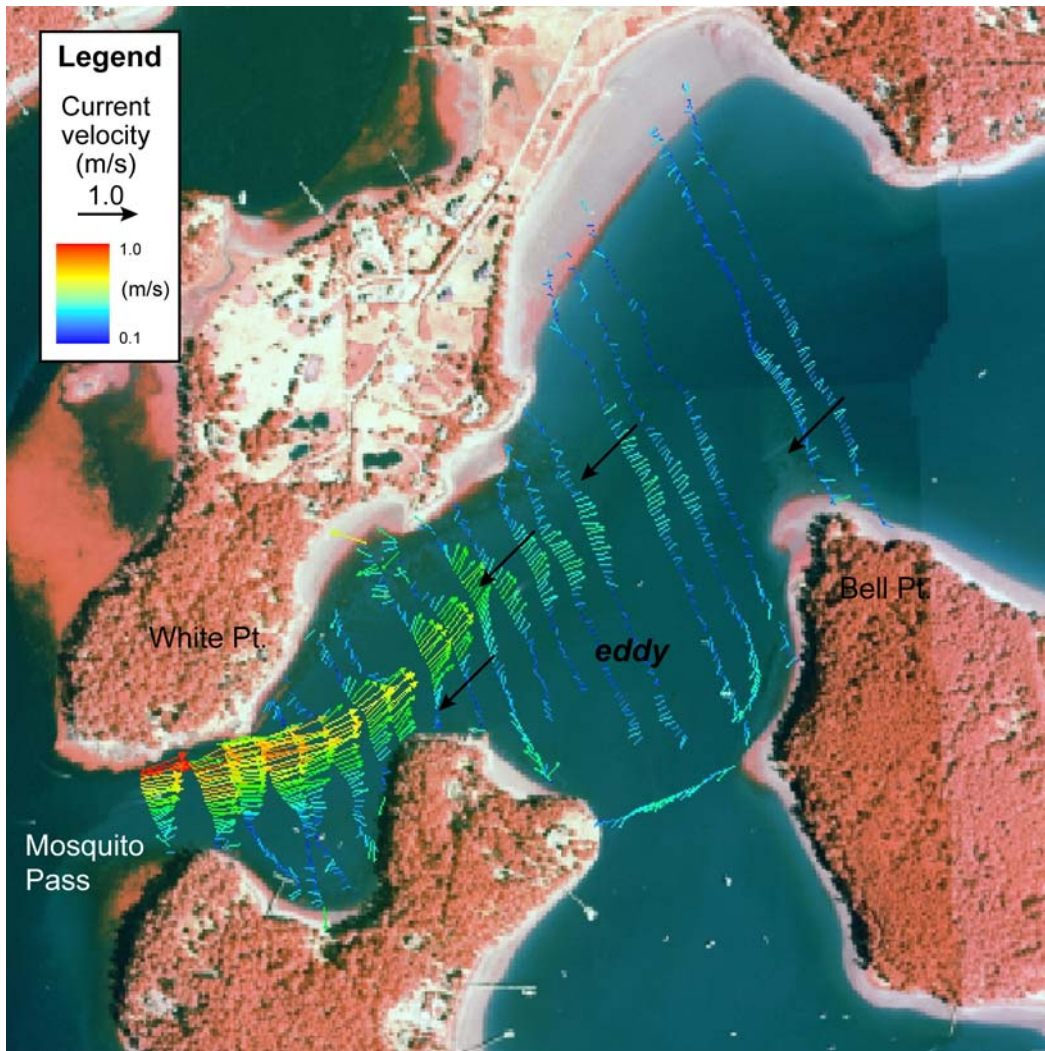 Legend
Current
velocity
(m/s)
1.0
1.0
(m/s)
0.1
White Pt.
Bell Pt.
eddy
Mosquito
Pass